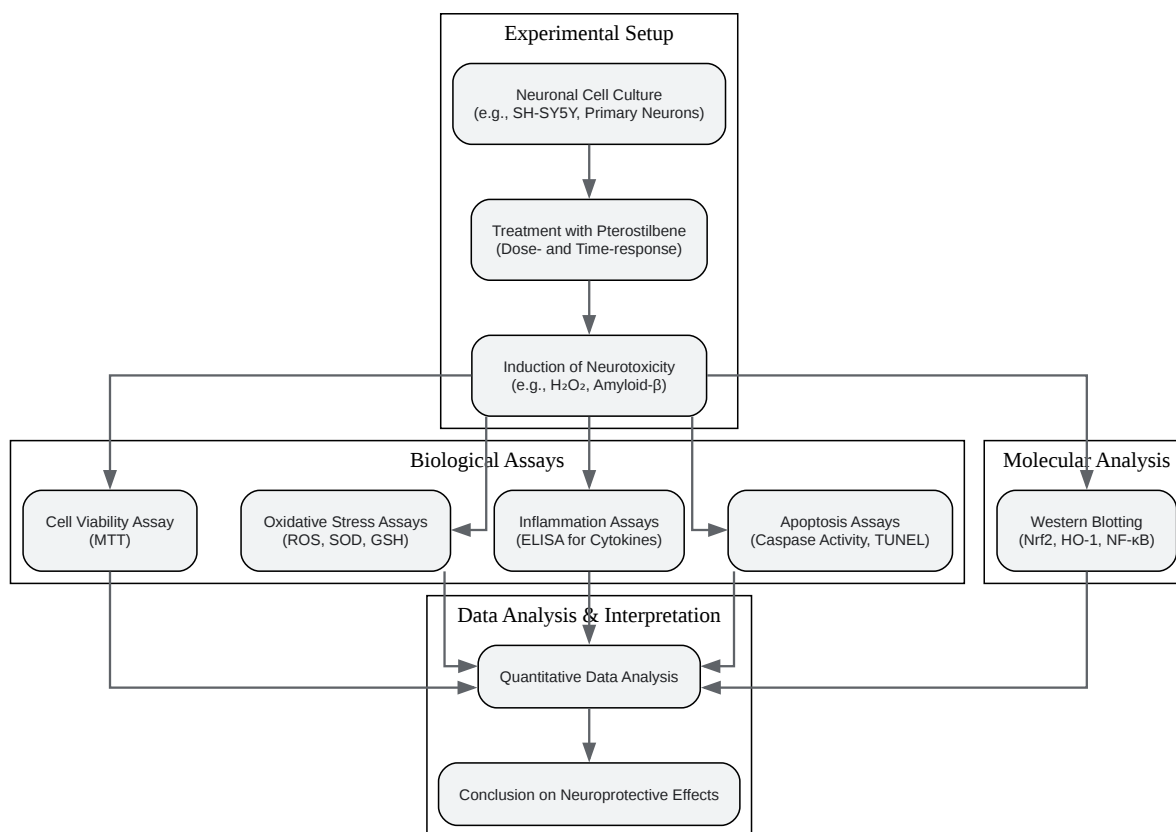 Experimental Setup
Neuronal Cell Culture
(e.g., SH-SY5Y, Primary Neurons)
Treatment with Pterostilbene
(Dose- and Time-response)
Induction of Neurotoxicity
(e.g., H₂O₂, Amyloid-β)
Biological Assays
Molecular Analysis
Cell Viability Assay
(MTT)
Oxidative Stress Assays
(ROS, SOD, GSH)
Inflammation Assays
(ELISA for Cytokines)
Apoptosis Assays
(Caspase Activity, TUNEL)
Western Blotting
(Nrf2, HO-1, NF-κB)
Data Analysis & Interpretation
Quantitative Data Analysis
Conclusion on Neuroprotective Effects